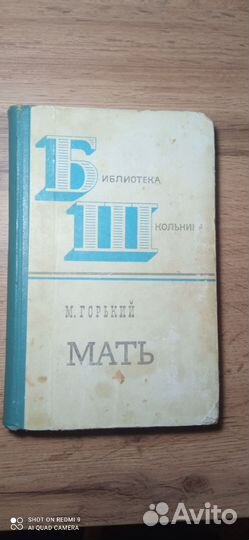 БИБЛИОТЕКА
ШКОЛЬНИКА
М. ГОРЬКИЙ
МАТЬ
SHOT ON REDMI 9
AI QUAD CAMERA
Avito